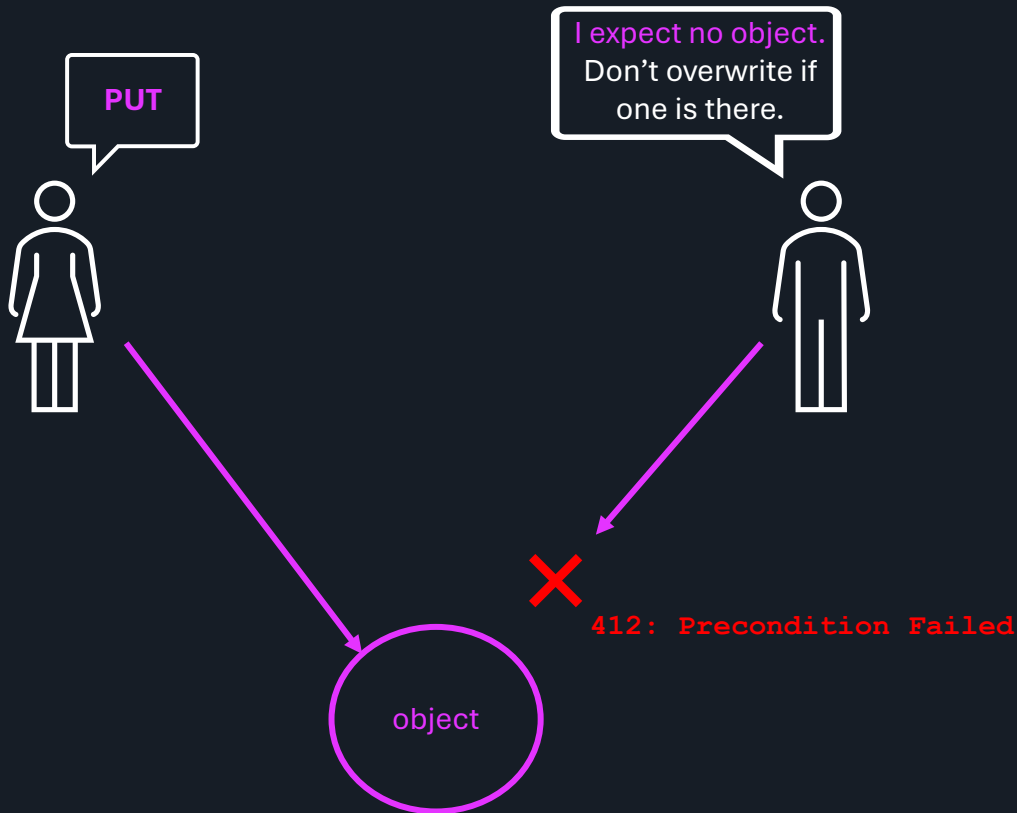 PUT
I expect no object.
Don’t overwrite if
one is there.
412: Precondition Failed
object